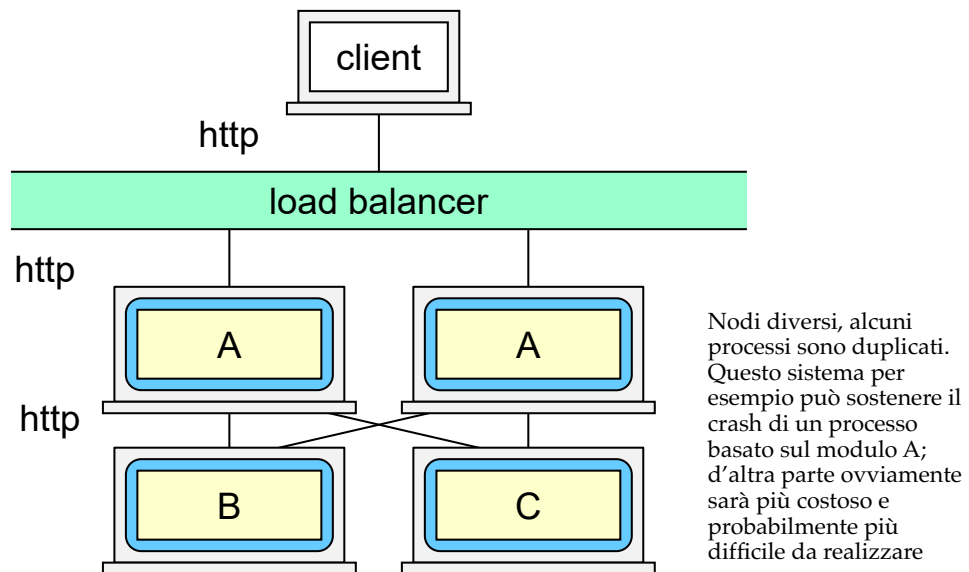 client
http
load balancer
http
A
A
Nodi diversi, alcuni
processi sono duplicati.
Questo sistema per
esempio può sostenere il
crash di un processo
basato sul modulo A;
d'altra parte ovviamente
sarà più costoso e
probabilmente più
difficile da realizzare
http
B
C